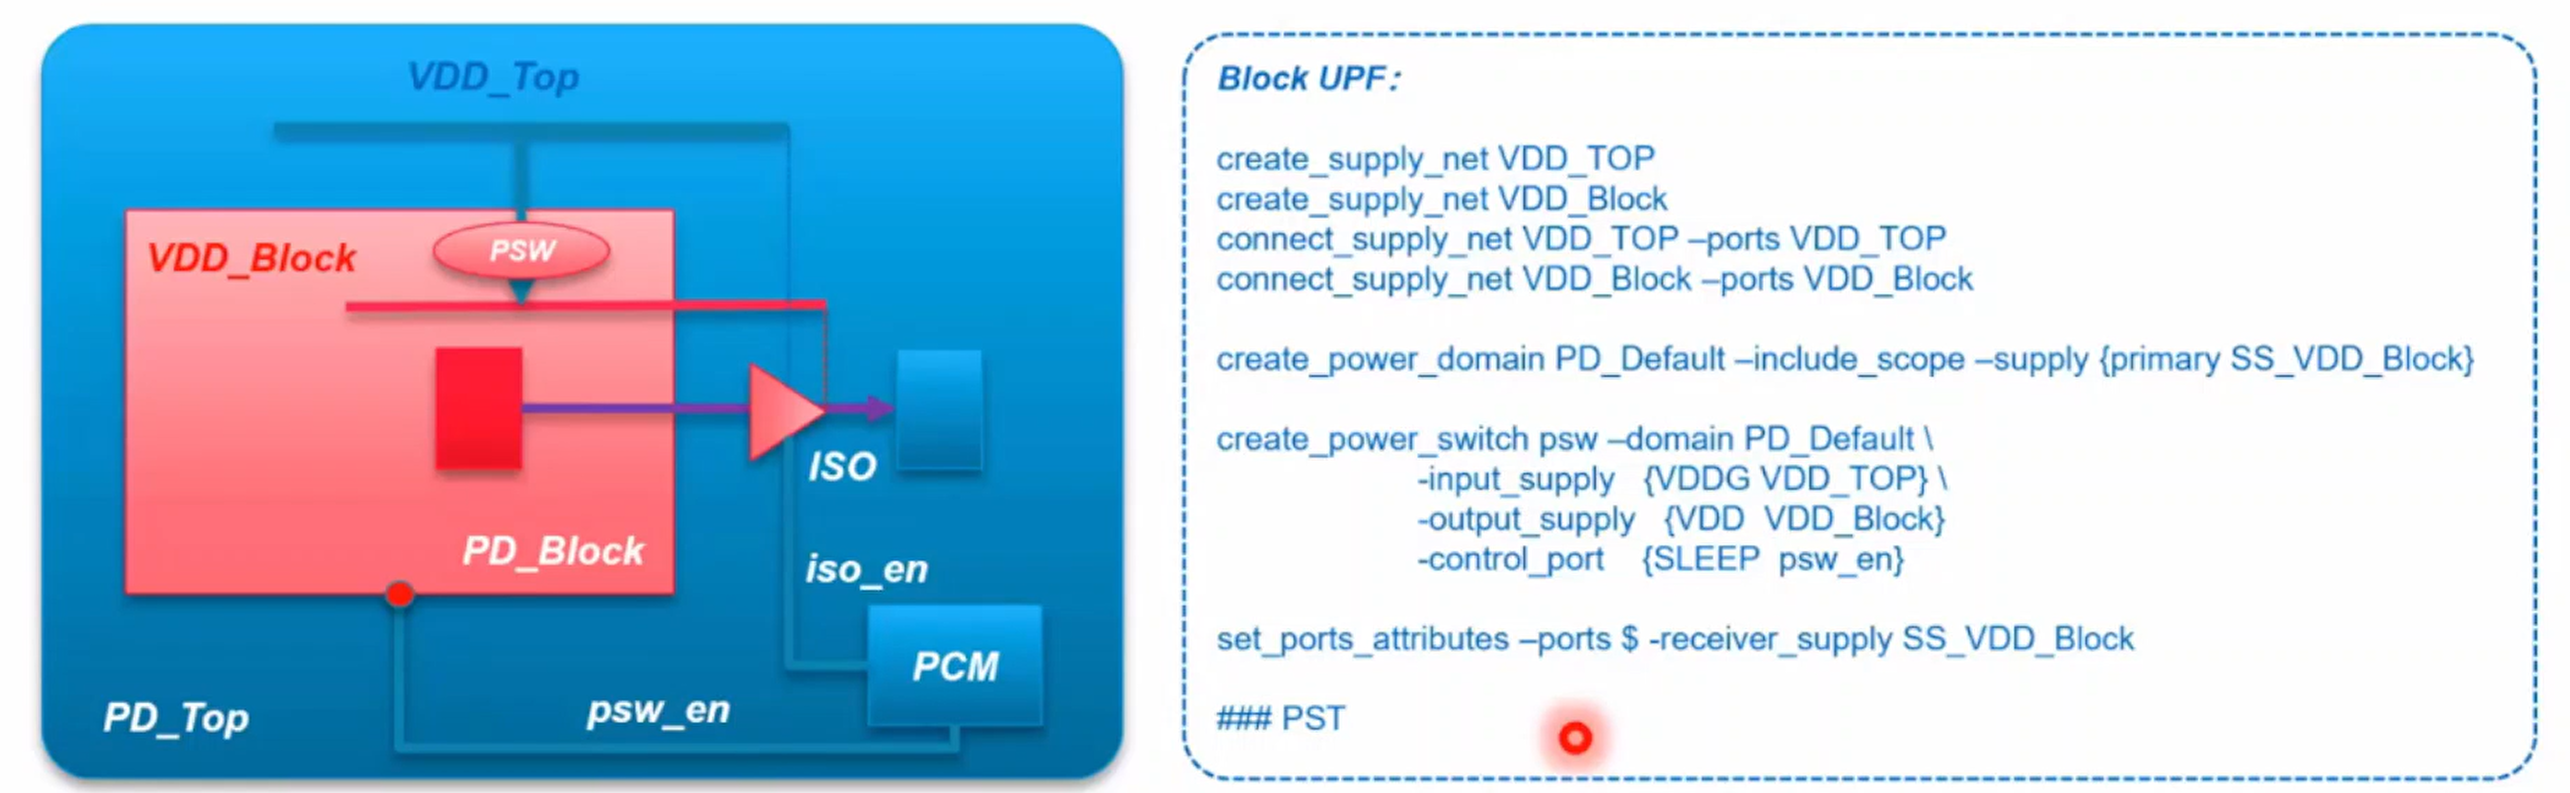 VDD_Top
VDD_Block
PSW
ISO
PD_Block
iso_en
PCM
psw_en
PD_Top
Block UPF:
create_supply_net VDD_TOP
create_supply_net VDD_Block
connect_supply_net VDD_TOP –ports VDD_TOP
connect_supply_net VDD_Block –ports VDD_Block
create_power_domain PD_Default –include_scope –supply {primary SS_VDD_Block}
create_power_switch psw –domain PD_Default \
-input_supply {VDDG VDD_TOP} \
-output_supply {VDD VDD_Block}
-control_port {SLEEP psw_en}
set_ports_attributes –ports $ -receiver_supply SS_VDD_Block
### PST